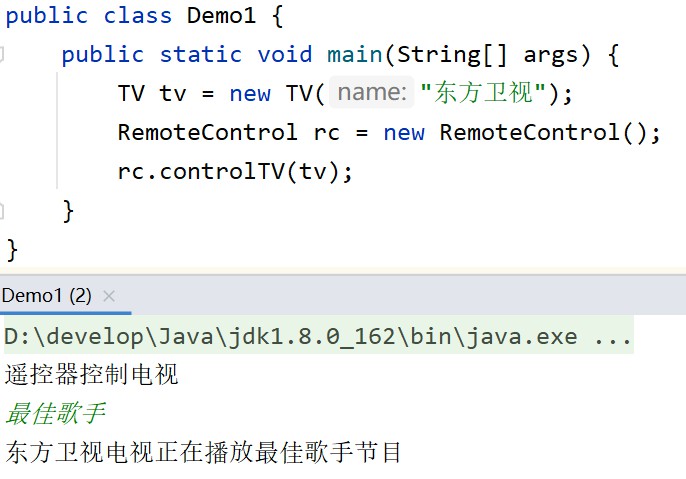 public class Demo1 {
public static void main(String[] args) {
TV tv = new TV( name: "东方卫视");
RemoteControl rc = new RemoteControl();
rc.controlTV(tv);
}
}
Demo1 (2) ×
D:\develop\Java\jdk1.8.0_162\bin\java.exe ...
遥控器控制电视
最佳歌手
东方卫视电视正在播放最佳歌手节目